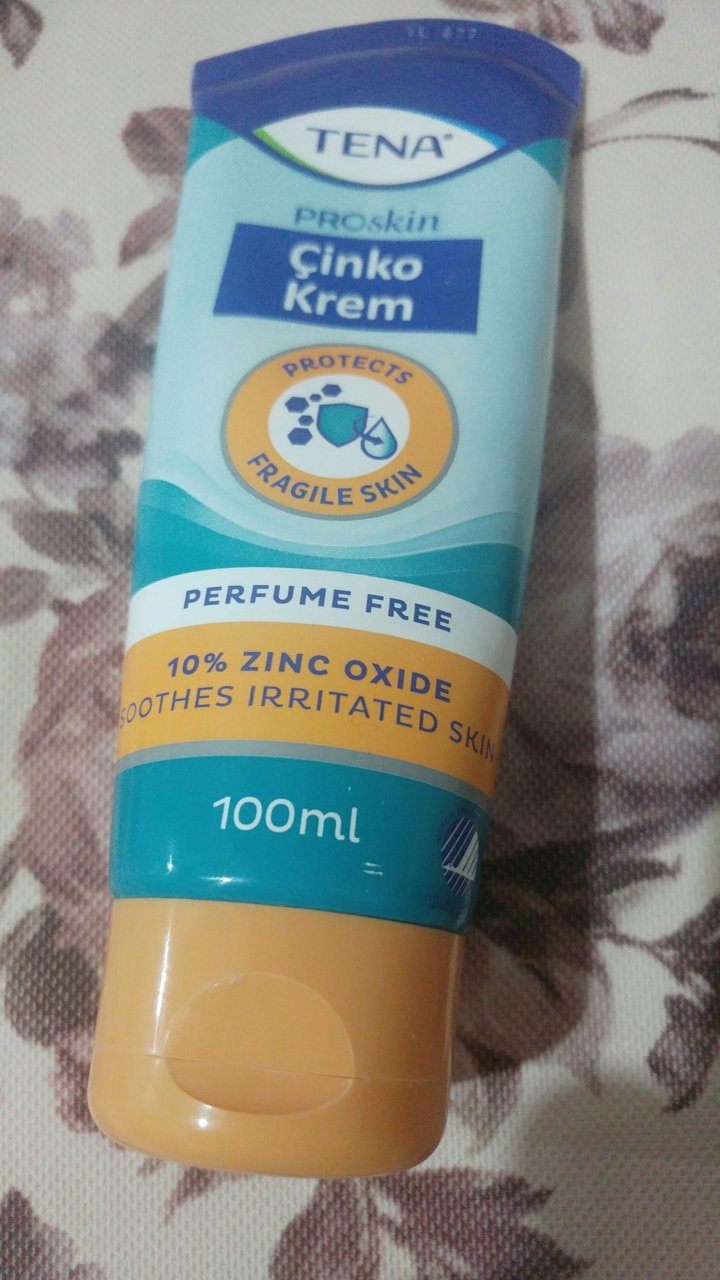 TENA
PROskin
Çinko
Krem
PROTECTS
FRAGILE SKIN
PERFUME FREE
10% ZINC OXIDE
SOOTHES IRRITATED SKIN
100ml